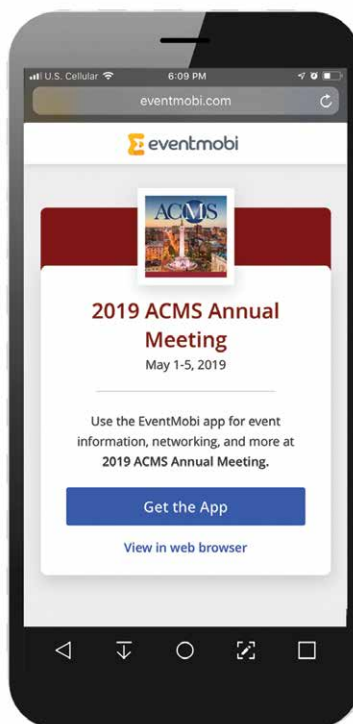 U.S. Cellular 6:09 PM
eventmobi.com
eventmobi
ACMS
2019 ACMS Annual
Meeting
May 1-5, 2019
Use the EventMobi app for event
information, networking, and more at
2019 ACMS Annual Meeting.
Get the App
View in web browser